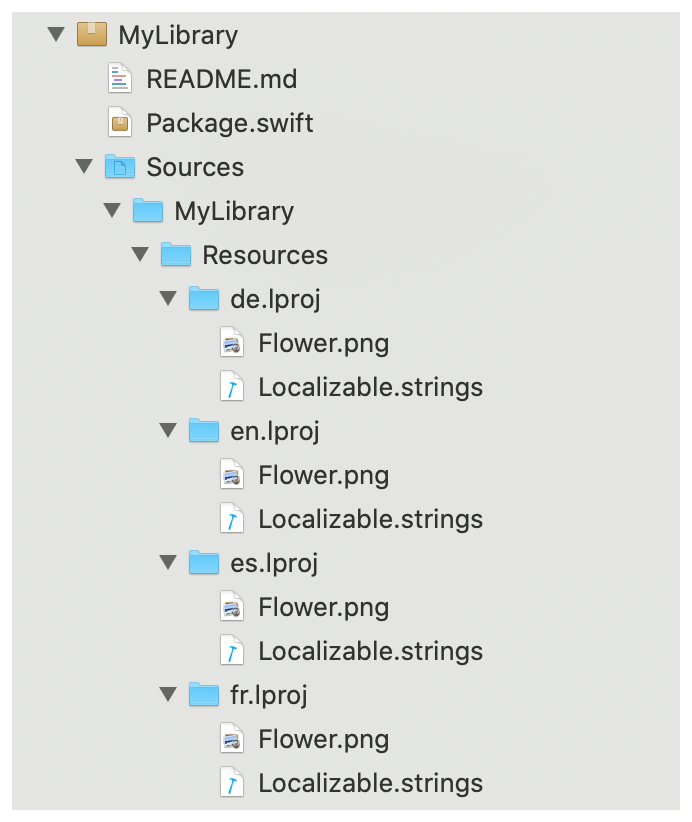 MyLibrary
README.md
Package.swift
Sources
MyLibrary
Resources
de.lproj
Flower.png
Localizable.strings
en.lproj
Flower.png
Localizable.strings
es.lproj
Flower.png
Localizable.strings
fr.lproj
Flower.png
Localizable.strings